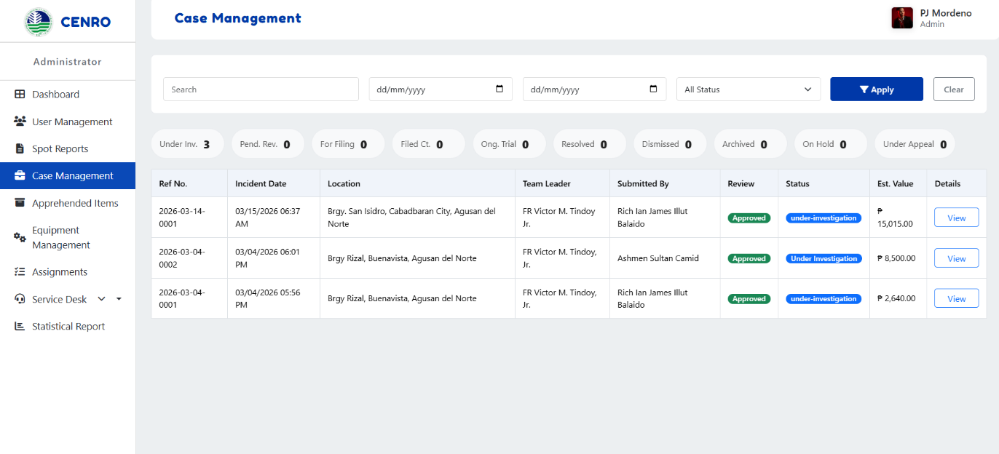 CENRO
Case Management
PJ Mordeno
Admin
Administrator
Dashboard
User Management
Spot Reports
Case Management
Apprehended Items
Equipment
Management
Assignments
Service Desk
Statistical Report
Search
dd/mm/yyyy
dd/mm/yyyy
All Status
Apply
Clear
Under Inv. 3
Pend. Rev. 0
For Filing 0
Filed Ct. 0
Ong. Trial 0
Resolved 0
Dismissed 0
Archived 0
On Hold 0
Under Appeal 0
Ref No. Incident Date Location Team Leader Submitted By Review Status Est. Value Details
2026-03-14- 03/15/2026 06:37 Brgy. San Isidro, Cabadbaran City, Agusan del FR Victor M. Tindoy Rich Ian James Illut ₱
Approved under-investigation View
0001 AM Norte Jr. Balaido 15,015.00
2026-03-04- 03/04/2026 06:01 FR Victor M. Tindoy,
Brgy Rizal, Buenavista, Agusan del Norte Ashmen Sultan Camid Approved Under Investigation ₱ 8,500.00 View
0002 PM Jr.
2026-03-04- 03/04/2026 05:56 FR Victor M. Tindoy, Rich Ian James Illut
Brgy Rizal, Buenavista, Agusan del Norte Approved under-investigation ₱ 2,640.00 View
0001 PM Jr. Balaido